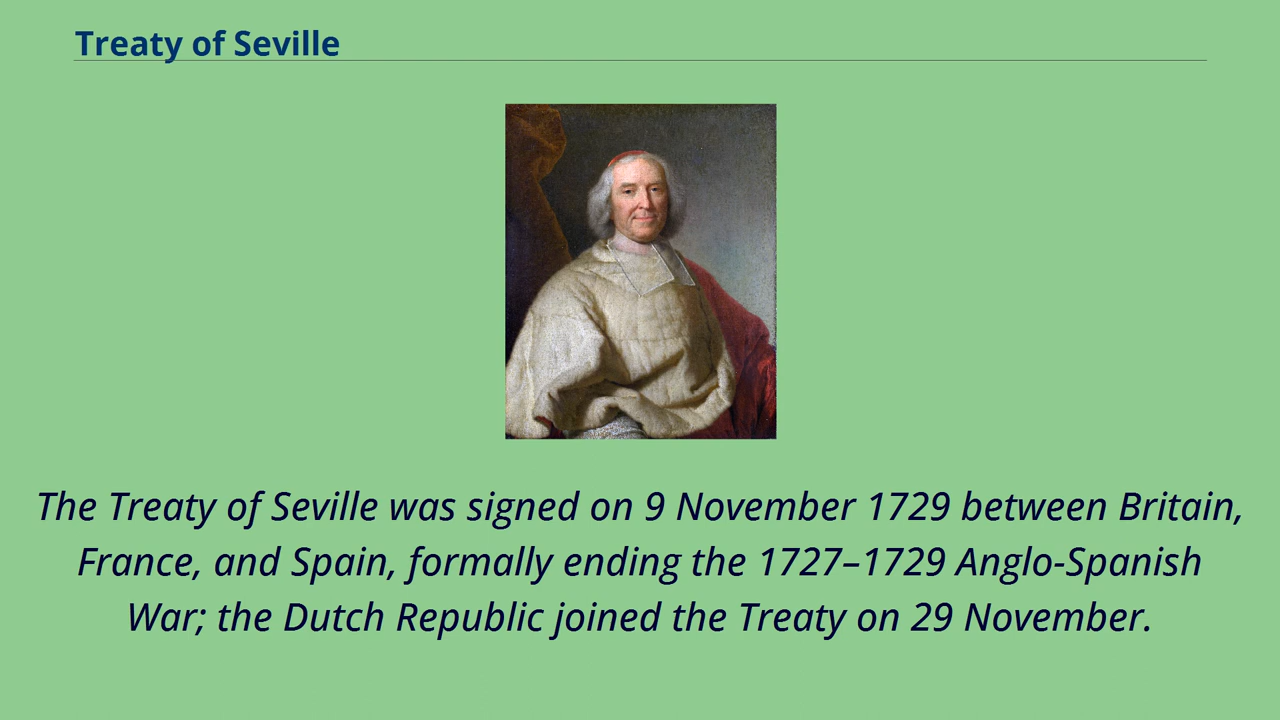 Treaty of Seville
The Treaty of Seville was signed on 9 November 1729 between Britain,
France, and Spain, formally ending the 1727–1729 Anglo-Spanish
War; the Dutch Republic joined the Treaty on 29 November.